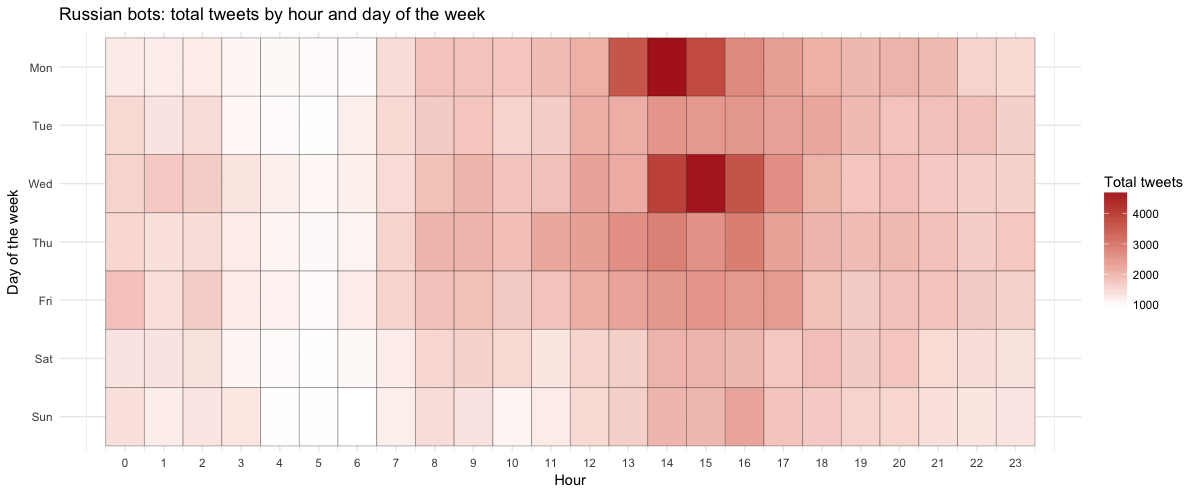 Russian bots: total tweets by hour and day of the week
Day of the week
Mon
Tue
Wed
Thu
Fri
Sat
Sun
0 1 2 3 4 5 6 7 8 9 10 11 12 13 14 15 16 17 18 19 20 21 22 23
Hour
Total tweets
4000
3000
2000
1000